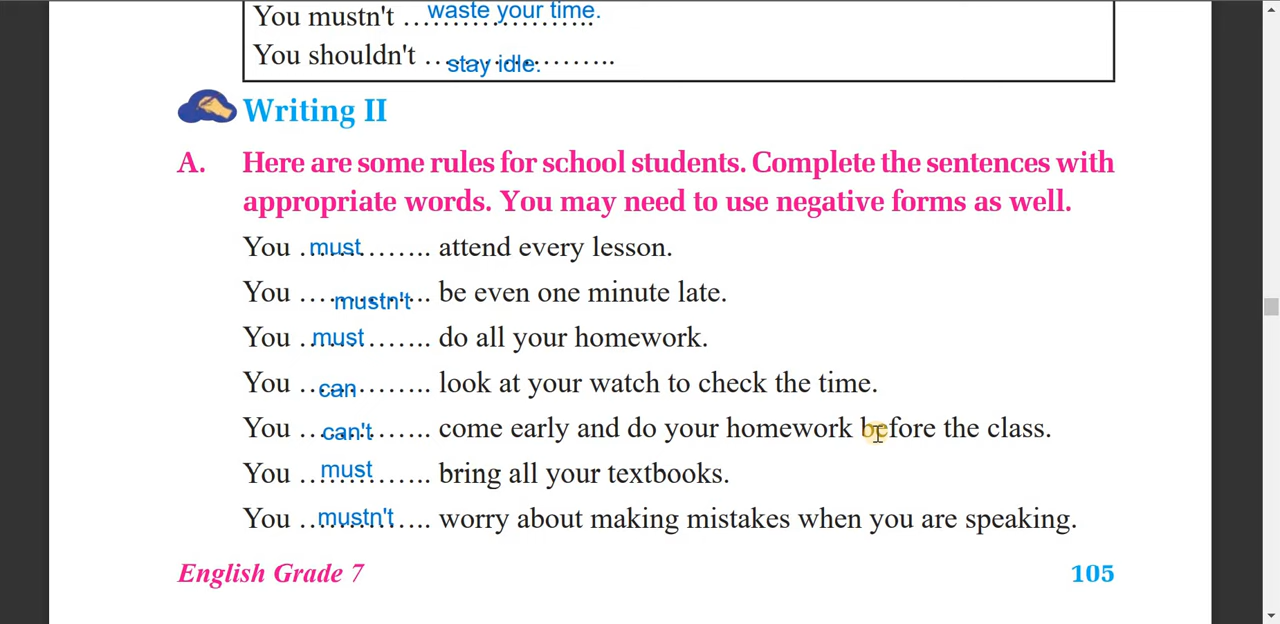 You mustn't ………………….. waste your time.
You shouldn't ………………….. stay idle.
Writing II
A. Here are some rules for school students. Complete the sentences with
appropriate words. You may need to use negative forms as well.
You must attend every lesson.
You mustn't be even one minute late.
You must do all your homework.
You can look at your watch to check the time.
You can't come early and do your homework before the class.
You must bring all your textbooks.
You mustn't worry about making mistakes when you are speaking.
English Grade 7 105